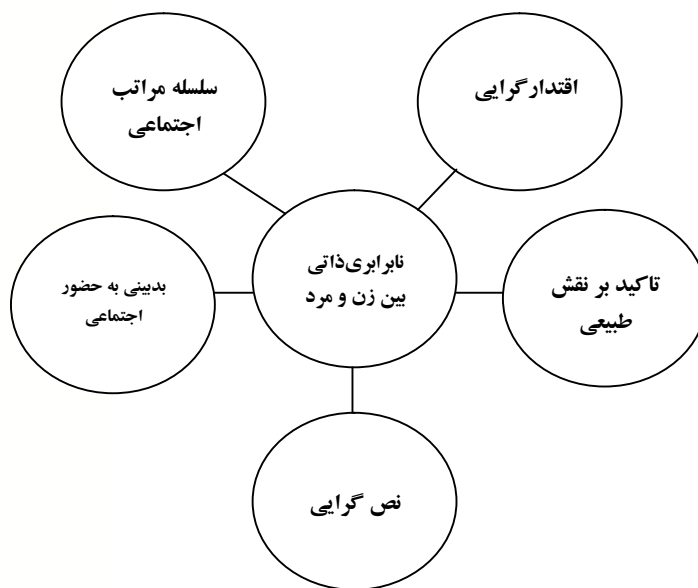 سلسله مراتب
اجتماعی
اقتدارگرایی
نابرابری‌ذاتی
بین زن و مرد
بدبینی به حضور
اجتماعی
تاکید بر نقش
طبیعی
نص گرایی